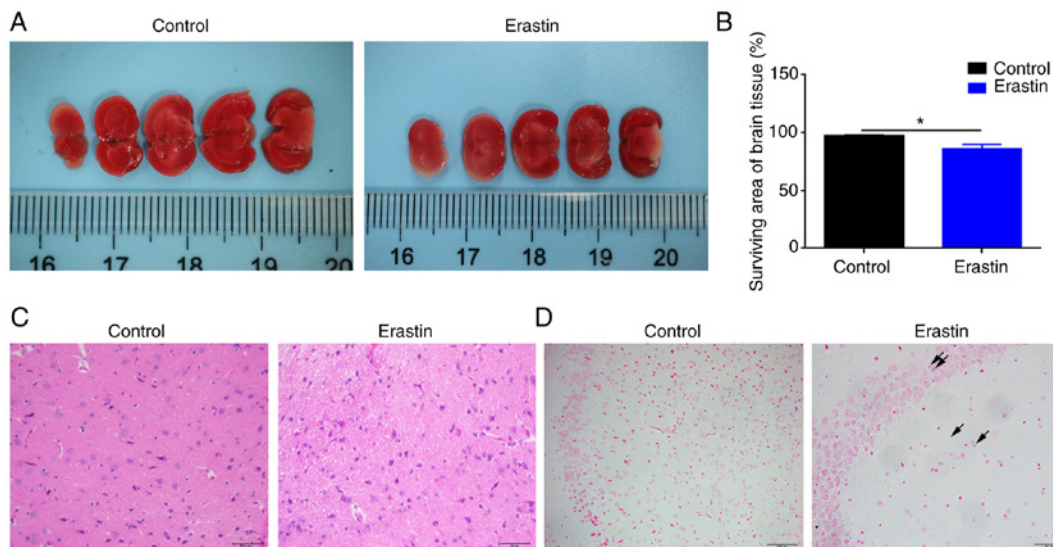 A
Control
Erastin
16 17 18 19 20
16 17 18 19 20
B
Surviving area of brain tissue (%)
150
100
50
0
Control
Erastin
*
Control
Erastin
C
Control
Erastin
D
Control
Erastin